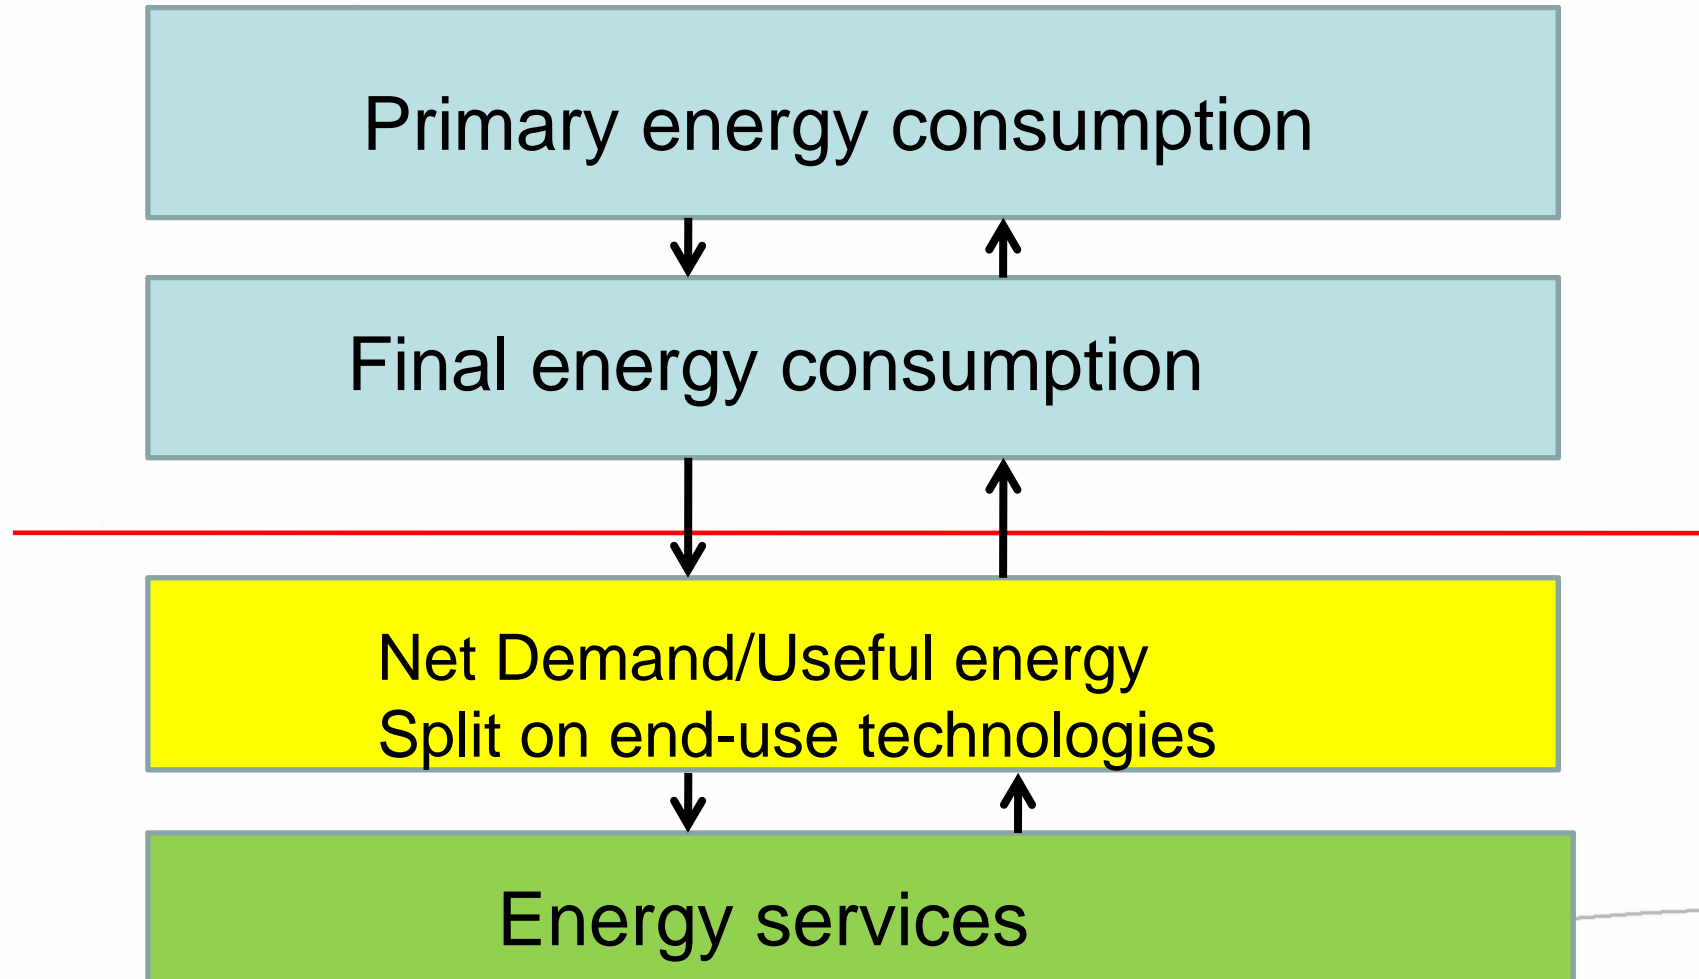 Primary energy consumption
Final energy consumption
Net Demand/Useful energy
Split on end-use technologies
Energy services